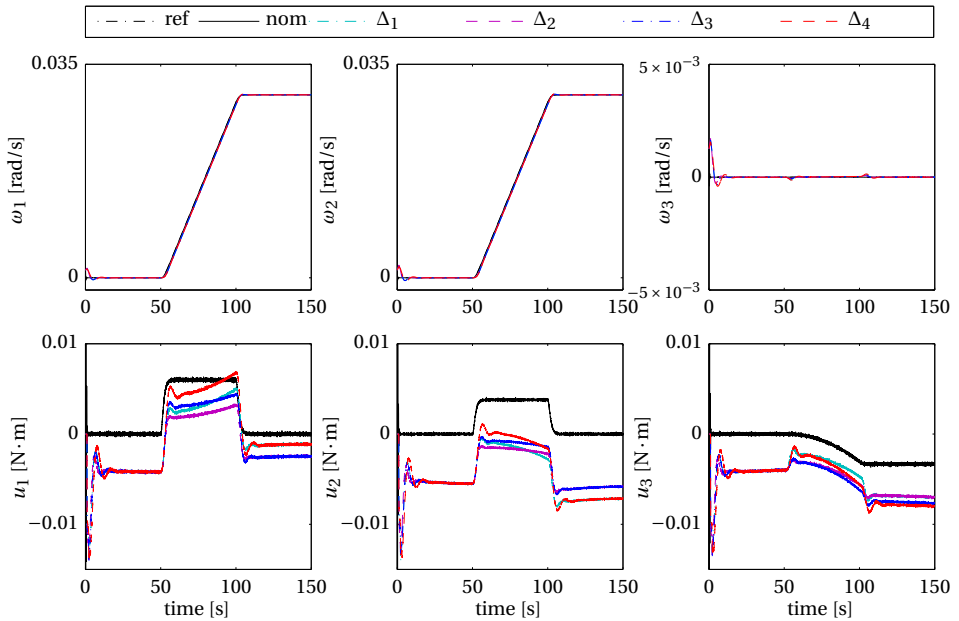 ref nom Δ₁ Δ₂ Δ₃ Δ₄
0.035 0.035 5×10⁻³
ω₁ [rad/s] ω₂ [rad/s] ω₃ [rad/s]
0 0 0
−5×10⁻³
0 50 100 150 0 50 100 150 0 50 100 150
0.01 0.01 0.01
u₁ [N·m] u₂ [N·m] u₃ [N·m]
0 0 0
−0.01 −0.01 −0.01
0 50 100 150 0 50 100 150 0 50 100 150
time [s] time [s] time [s]